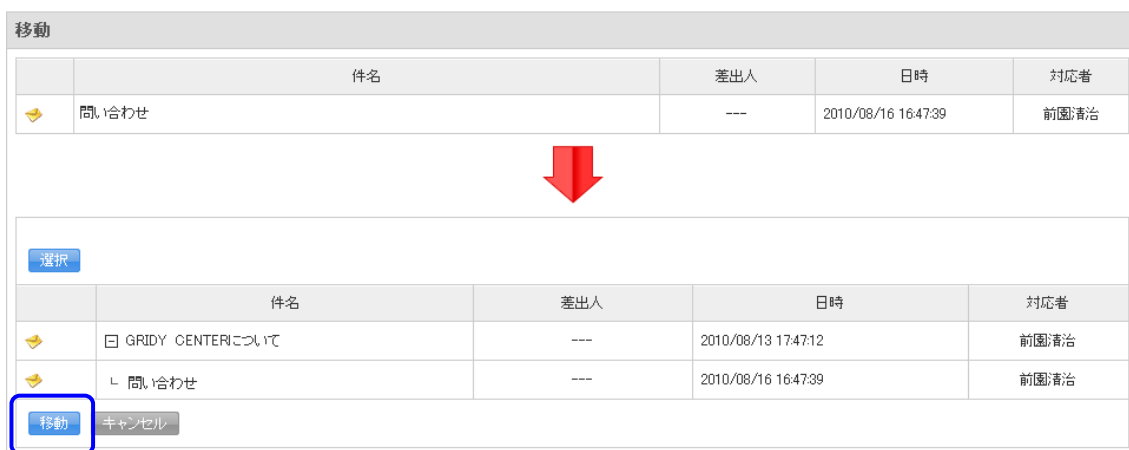 移動
件名 差出人 日時 対応者
問い合わせ --- 2010/08/16 16:47:39 前園清治
選択
件名 差出人 日時 対応者
GRIDY CENTERについて --- 2010/08/13 17:47:12 前園清治
└ 問い合わせ --- 2010/08/16 16:47:39 前園清治
移動 キャンセル